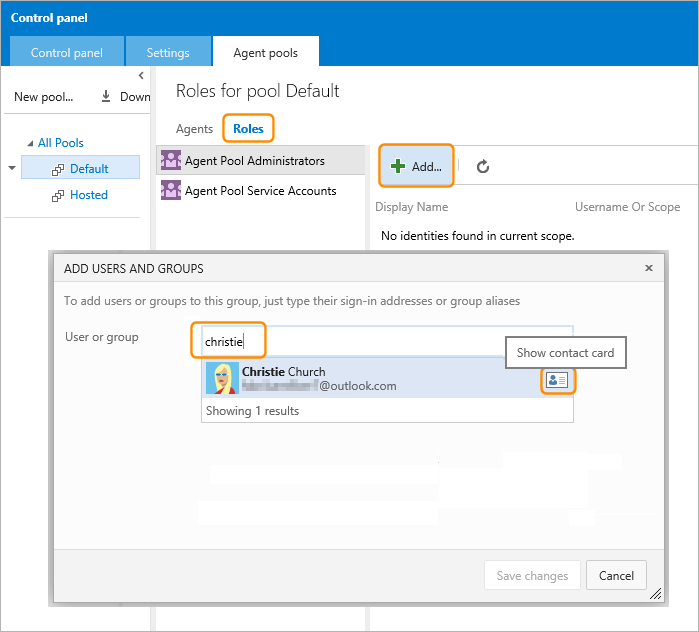 Control panel
Control panel
Settings
Agent pools
New pool...
Down
All Pools
Default
Hosted
Roles for pool Default
Agents
Roles
Agent Pool Administrators
Agent Pool Service Accounts
Add...
Display Name
Username Or Scope
No identities found in current scope.
ADD USERS AND GROUPS
To add users or groups to this group, just type their sign-in addresses or group aliases
User or group
christie
Show contact card
Christie Church
@outlook.com
Showing 1 results
Save changes
Cancel